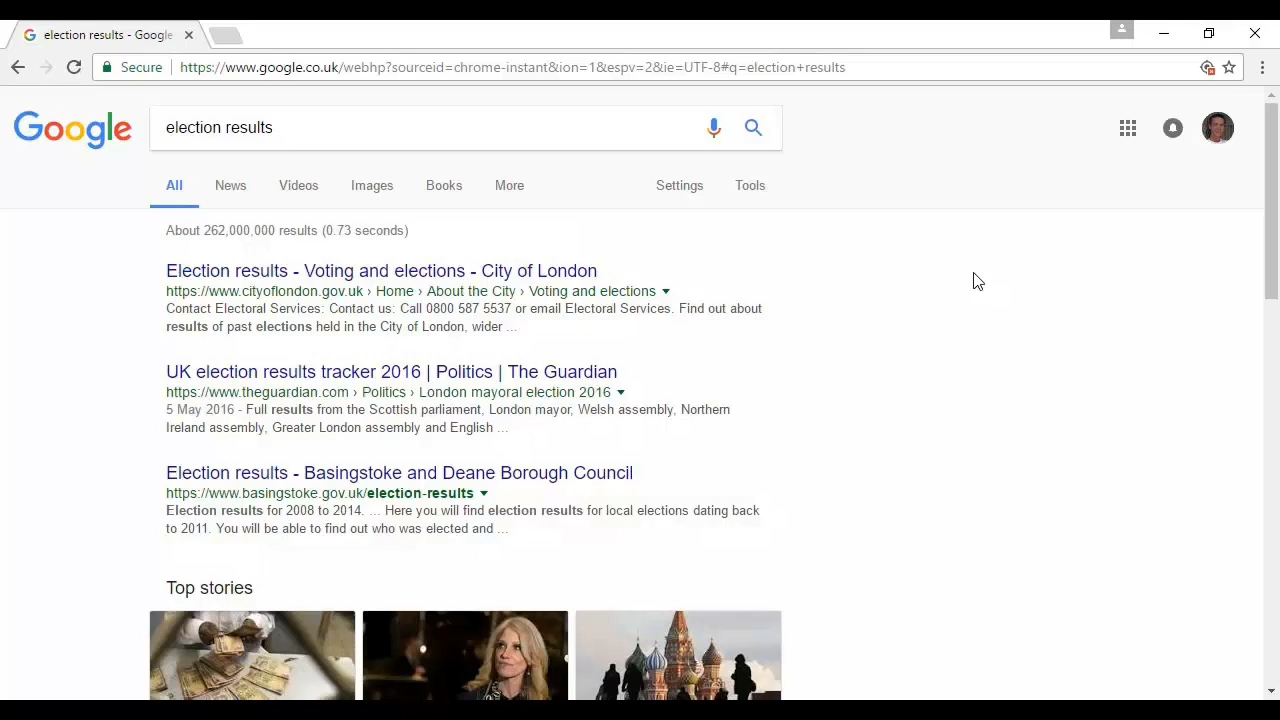 election results - Google
Secure https://www.google.co.uk/webhp?sourceid=chrome-instant&ion=1&espv=2&ie=UTF-8#q=election+results
Google
election results
All News Videos Images Books More Settings Tools
About 262,000,000 results (0.73 seconds)
Election results - Voting and elections - City of London
https://www.cityoflondon.gov.uk › Home › About the City › Voting and elections
Contact Electoral Services: Contact us: Call 0800 587 5537 or email Electoral Services. Find out about
results of past elections held in the City of London, wider ...
UK election results tracker 2016 | Politics | The Guardian
https://www.theguardian.com › Politics › London mayoral election 2016
5 May 2016 - Full results from the Scottish parliament, London mayor, Welsh assembly, Northern
Ireland assembly, Greater London assembly and English ...
Election results - Basingstoke and Deane Borough Council
https://www.basingstoke.gov.uk/election-results
Election results for 2008 to 2014. ... Here you will find election results for local elections dating back
to 2011. You will be able to find out who was elected and ...
Top stories